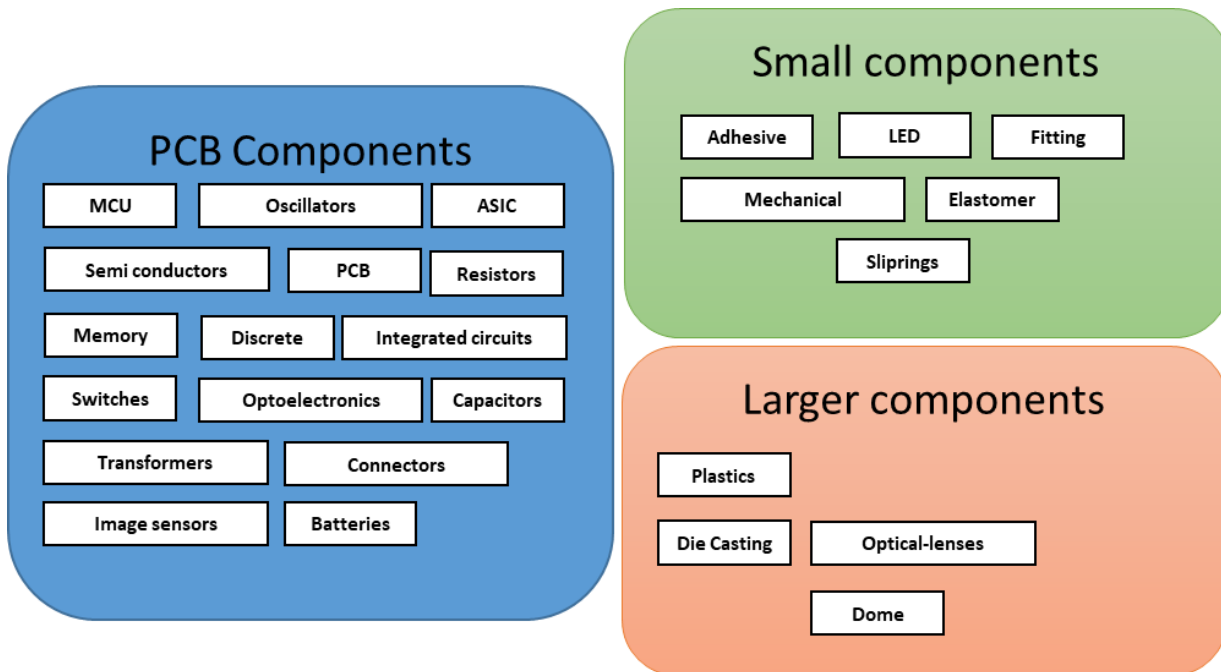 PCB Components
MCU
Oscillators
ASIC
Semi conductors
PCB
Resistors
Memory
Discrete
Integrated circuits
Switches
Optoelectronics
Capacitors
Transformers
Connectors
Image sensors
Batteries
Small components
Adhesive
LED
Fitting
Mechanical
Elastomer
Sliprings
Larger components
Plastics
Die Casting
Optical-lenses
Dome